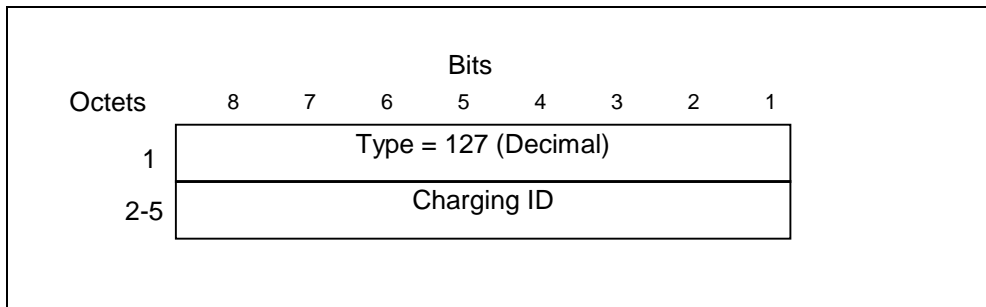 Bits
Octets 8 7 6 5 4 3 2 1
1 Type = 127 (Decimal)
2-5 Charging ID